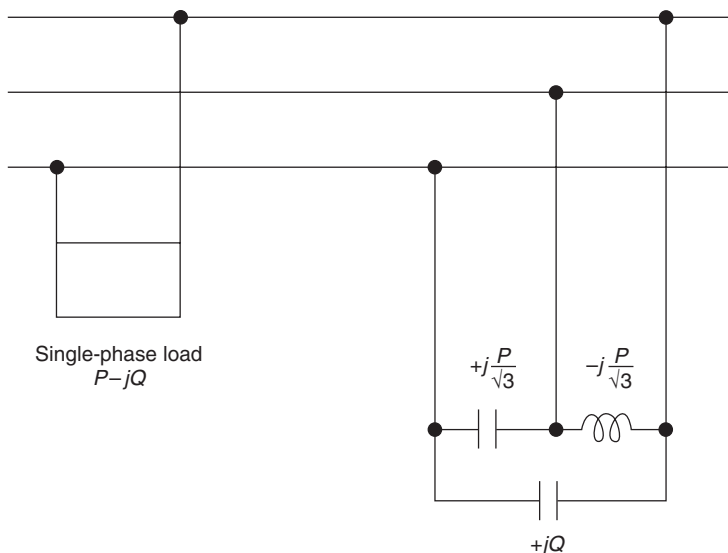 Single-phase load
P–jQ
+j P/√3
−j P/√3
+jQ